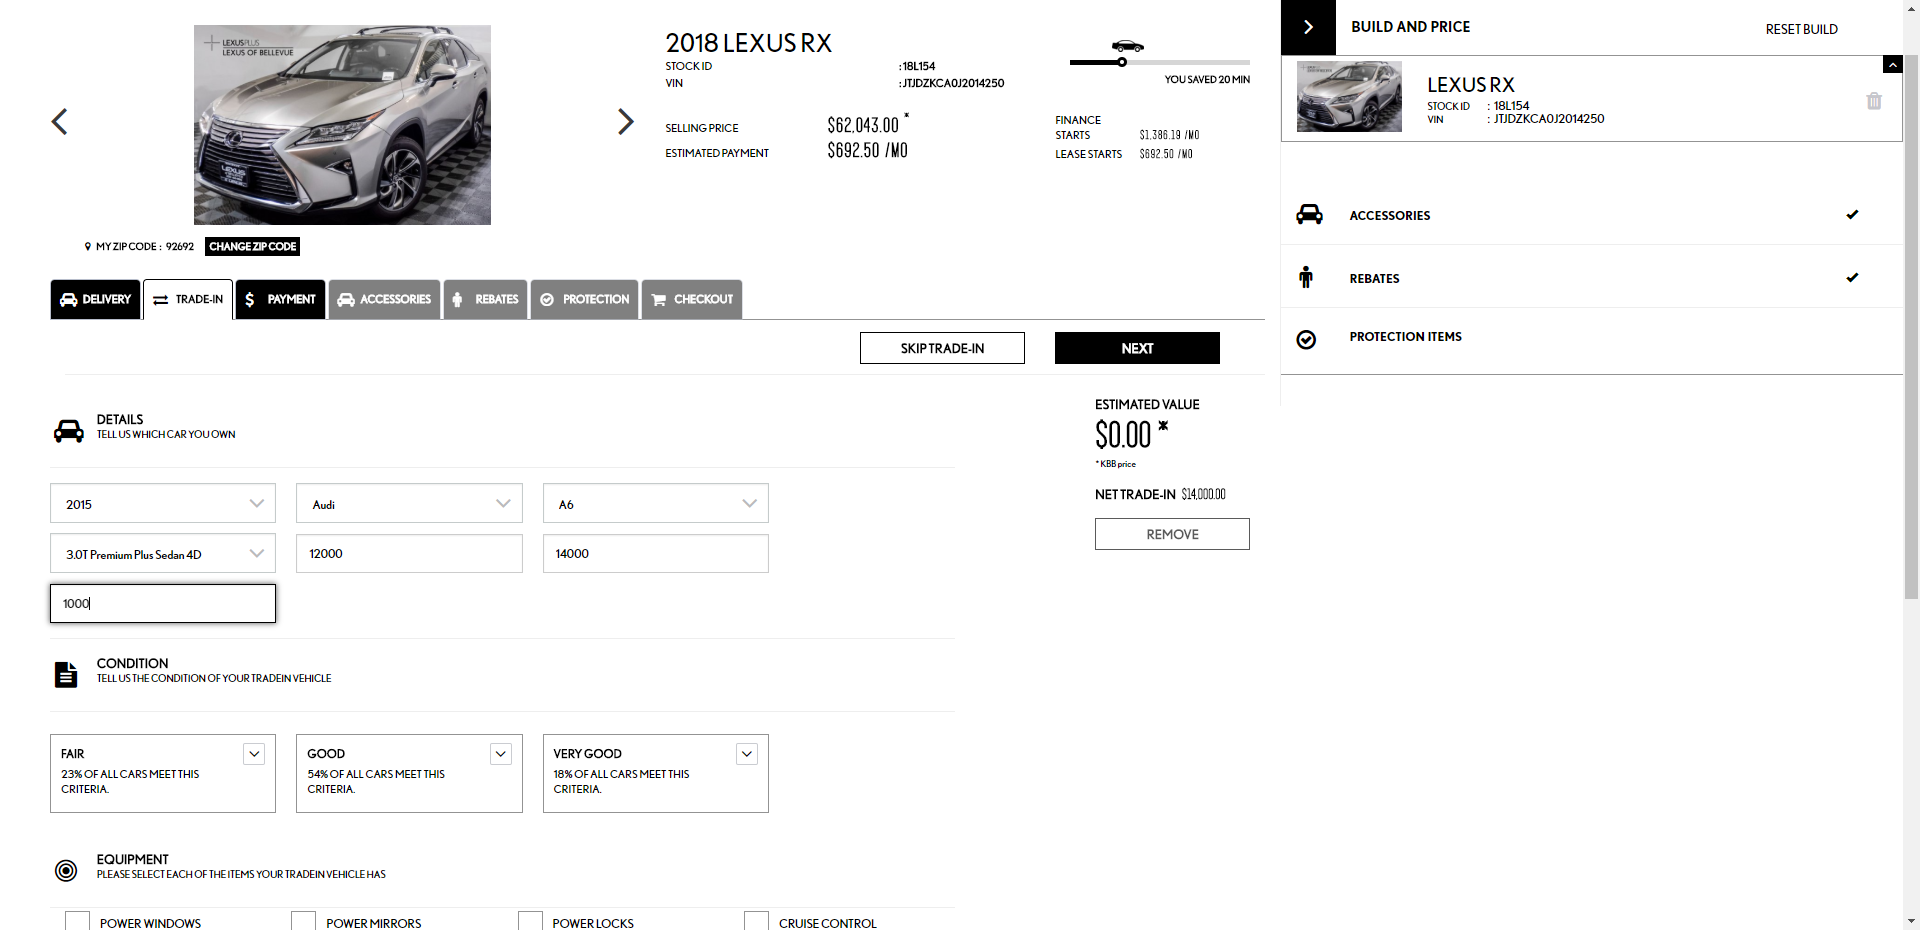 LEXUSPLUS
LEXUS OF BELLEVUE
2018 LEXUS RX
STOCK ID : 18L154
VIN : JTJDZKCA0J2014250
SELLING PRICE $62,043.00 *
ESTIMATED PAYMENT $692.50 /MO
YOU SAVED 20 MIN
FINANCE
STARTS $1,386.19 /MO
LEASE STARTS $692.50 /MO
MY ZIP CODE : 92692 CHANGE ZIP CODE
DELIVERY TRADE-IN $ PAYMENT ACCESSORIES REBATES PROTECTION CHECKOUT
SKIP TRADE-IN NEXT
DETAILS
TELL US WHICH CAR YOU OWN
2015 Audi A6
3.0T Premium Plus Sedan 4D 12000 14000
1000
ESTIMATED VALUE
$0.00 *
* KBB price
NET TRADE-IN $14,000.00
REMOVE
CONDITION
TELL US THE CONDITION OF YOUR TRADEIN VEHICLE
FAIR
23% OF ALL CARS MEET THIS
CRITERIA.
GOOD
54% OF ALL CARS MEET THIS
CRITERIA.
VERY GOOD
18% OF ALL CARS MEET THIS
CRITERIA.
EQUIPMENT
PLEASE SELECT EACH OF THE ITEMS YOUR TRADEIN VEHICLE HAS
POWER WINDOWS POWER MIRRORS POWER LOCKS CRUISE CONTROL
BUILD AND PRICE RESET BUILD
LEXUS RX
STOCK ID : 18L154
VIN : JTJDZKCA0J2014250
ACCESSORIES
REBATES
PROTECTION ITEMS